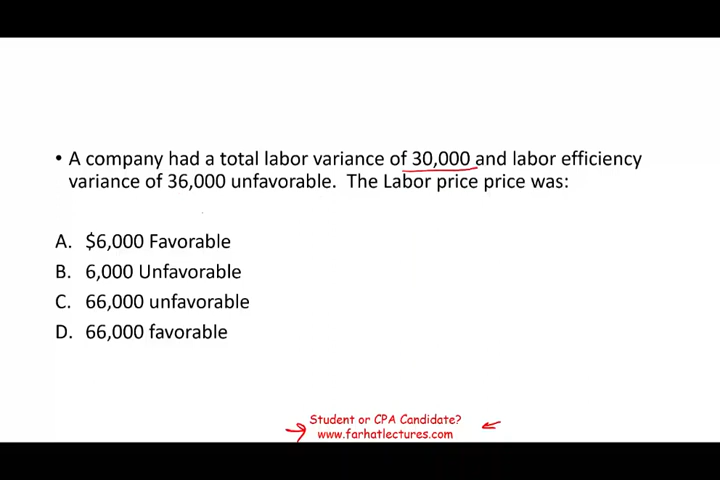 • A company had a total labor variance of 30,000 and labor efficiency
variance of 36,000 unfavorable. The Labor price price was:
A. $6,000 Favorable
B. 6,000 Unfavorable
C. 66,000 unfavorable
D. 66,000 favorable
Student or CPA Candidate?
www.farhatlectures.com